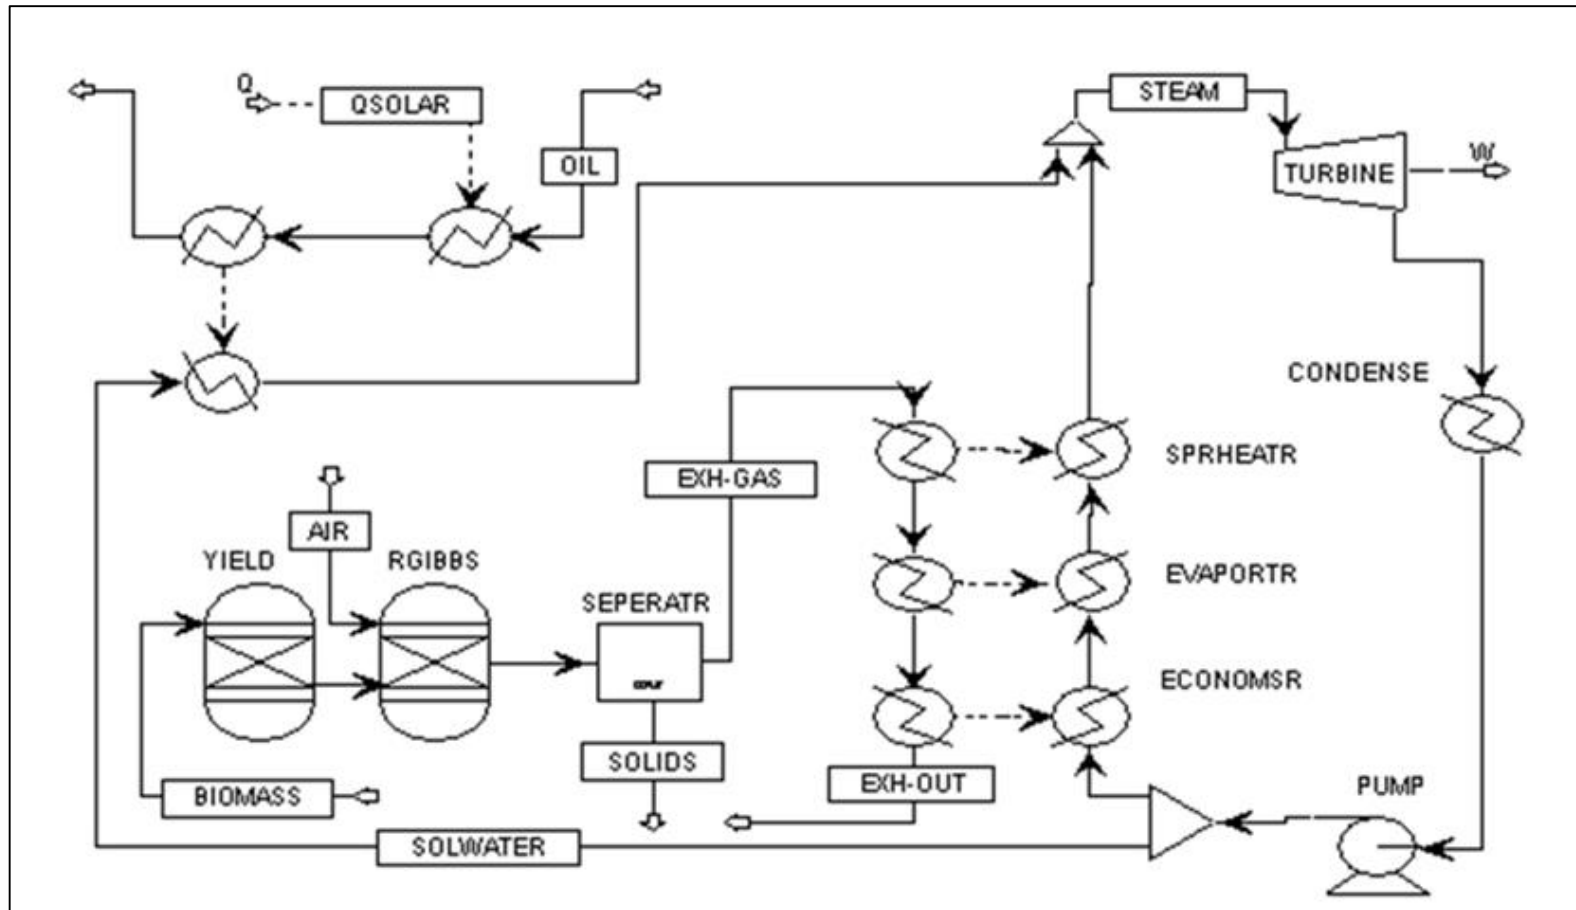 Q
QSOLAR
STEAM
OIL
TURBINE
W
CONDENSE
SPRHEATR
EXH-GAS
AIR
YIELD
RGIBBS
EVAPORTR
SEPERATR
ECONOMSR
SOLIDS
EXH-OUT
BIOMASS
PUMP
SOLWATER